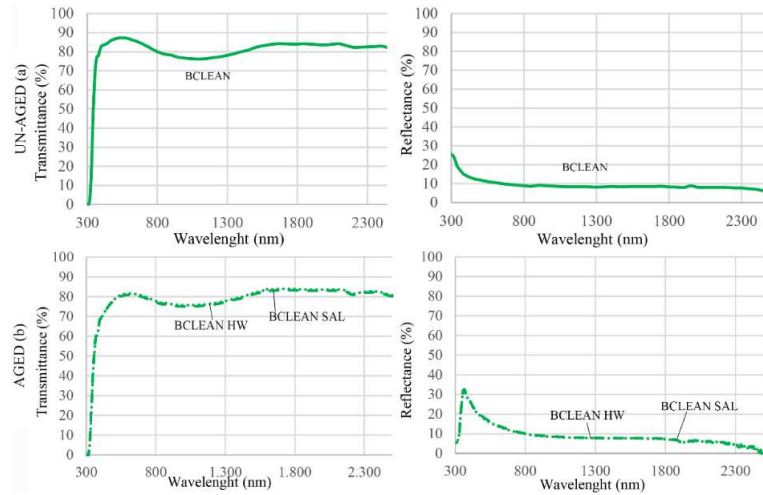 UN-AGED (a)
Transmittance (%)
100
90
80
70
60
50
40
30
20
10
0
BCLEAN
300 800 1300 1800 2300
Wavelenght (nm)
Reflectance (%)
100
90
80
70
60
50
40
30
20
10
0
BCLEAN
300 800 1300 1800 2300
Wavelenght (nm)
AGED (b)
Transmittance (%)
100
90
80
70
60
50
40
30
20
10
0
BCLEAN HW
BCLEAN SAL
300 800 1.300 1.800 2.300
Wavelenght (nm)
Reflectance (%)
100
90
80
70
60
50
40
30
20
10
0
BCLEAN HW
BCLEAN SAL
300 800 1300 1800 2300
Wavelenght (nm)